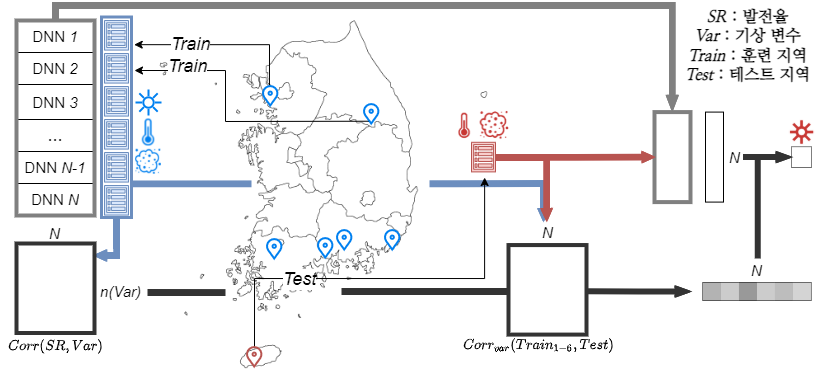 DNN 1
DNN 2
DNN 3
...
DNN N-1
DNN N
Train
Train
Test
SR : 발전율
Var : 기상 변수
Train : 훈련 지역
Test : 테스트 지역
N
N
N
n(Var)
N
Corr(SR, Var)
Corr_{var}(Train_{1-6}, Test)